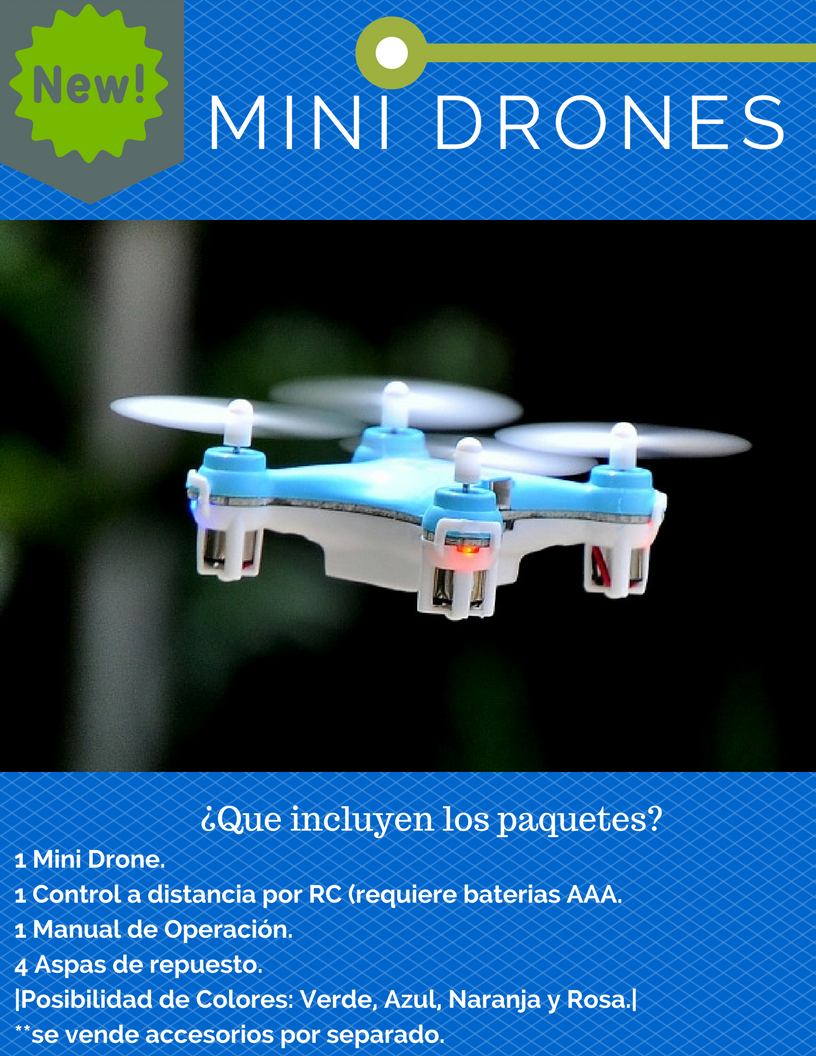 New!
MINI DRONES
¿Que incluyen los paquetes?
1 Mini Drone.
1 Control a distancia por RC (requiere baterias AAA.
1 Manual de Operación.
4 Aspas de repuesto.
|Posibilidad de Colores: Verde, Azul, Naranja y Rosa.|
**se vende accesorios por separado.